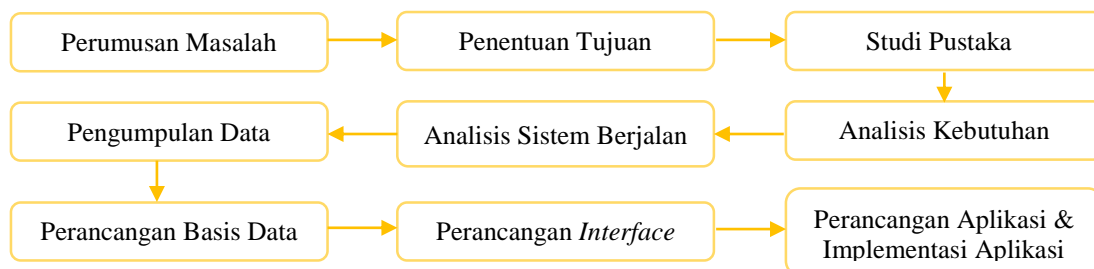 Perumusan Masalah
Penentuan Tujuan
Studi Pustaka
Analisis Kebutuhan
Analisis Sistem Berjalan
Pengumpulan Data
Perancangan Basis Data
Perancangan Interface
Perancangan Aplikasi &
Implementasi Aplikasi